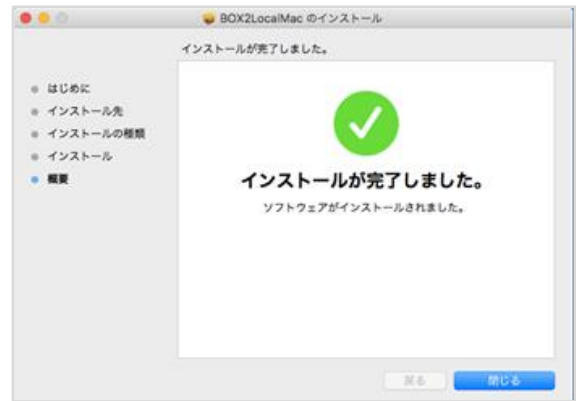 BOX2LocalMac のインストール
インストールが完了しました。
はじめに
インストール先
インストールの種類
インストール
概要
インストールが完了しました。
ソフトウェアがインストールされました。
戻る
閉じる